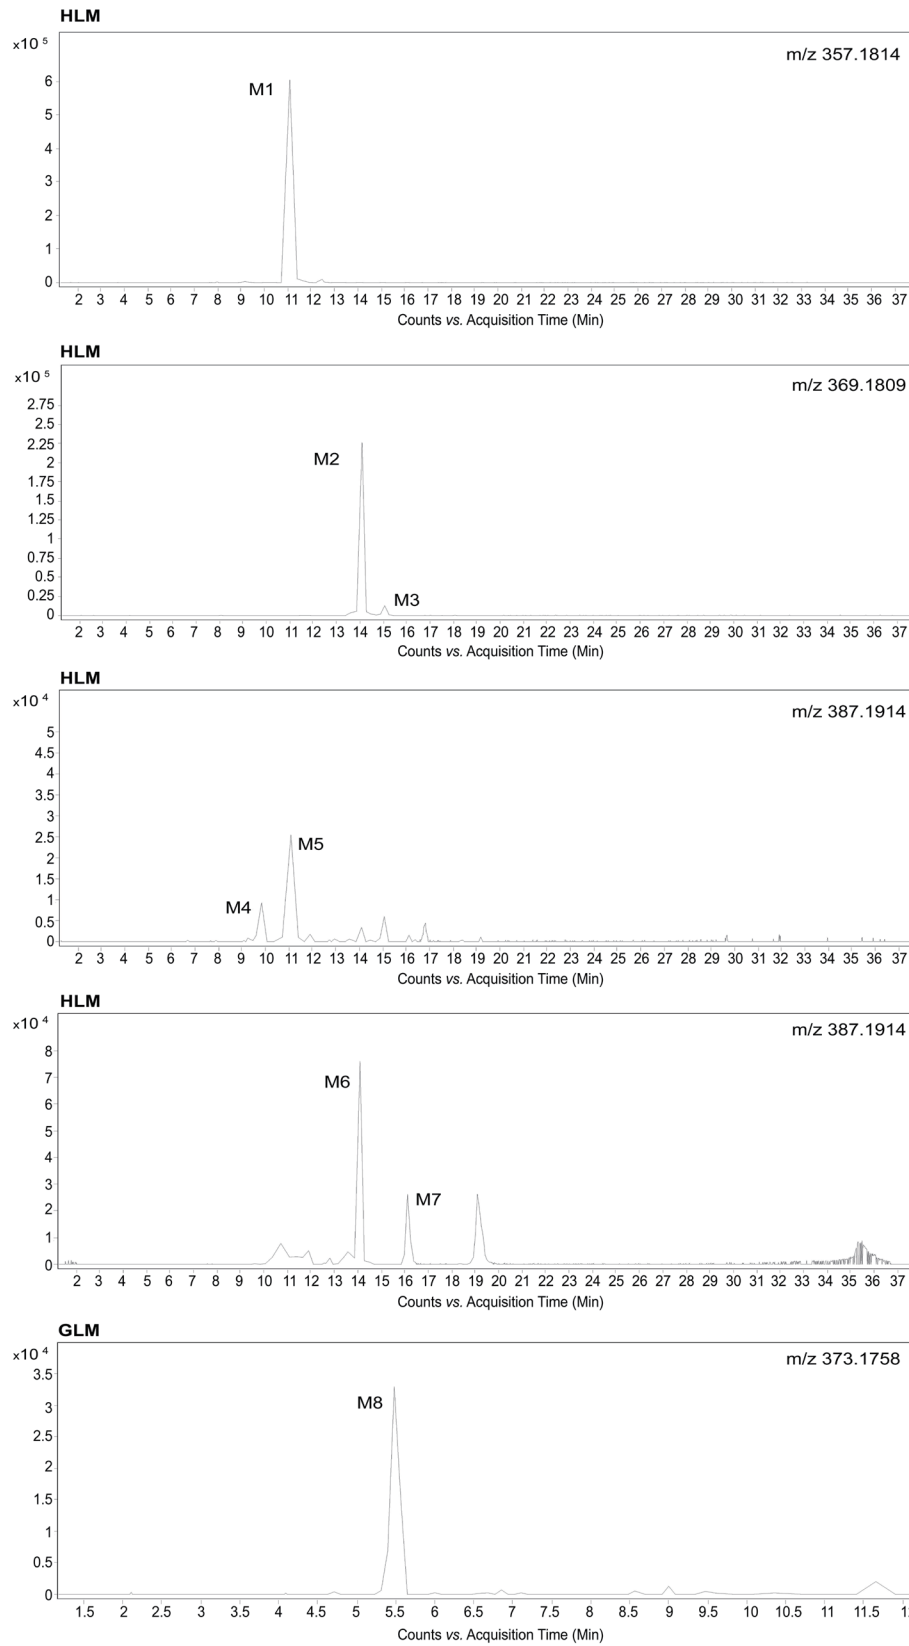 HLM
x10 5
m/z 357.1814
M1
6
5
4
3
2
1
0
2 3 4 5 6 7 8 9 10 11 12 13 14 15 16 17 18 19 20 21 22 23 24 25 26 27 28 29 30 31 32 33 34 35 36 37
Counts vs. Acquisition Time (Min)
HLM
x10 5
m/z 369.1809
2.75
2.5
2.25
M2
2
1.75
1.5
1.25
1
0.75
0.5
M3
0.25
0
2 3 4 5 6 7 8 9 10 11 12 13 14 15 16 17 18 19 20 21 22 23 24 25 26 27 28 29 30 31 32 33 34 35 36 37
Counts vs. Acquisition Time (Min)
HLM
x10 4
m/z 387.1914
5
4.5
4
3.5
3
2.5
M5
2
1.5
M4
1
0.5
0
2 3 4 5 6 7 8 9 10 11 12 13 14 15 16 17 18 19 20 21 22 23 24 25 26 27 28 29 30 31 32 33 34 35 36 37
Counts vs. Acquisition Time (Min)
HLM
x10 4
m/z 387.1914
8
M6
7
6
5
4
3
M7
2
1
0
2 3 4 5 6 7 8 9 10 11 12 13 14 15 16 17 18 19 20 21 22 23 24 25 26 27 28 29 30 31 32 33 34 35 36 37
Counts vs. Acquisition Time (Min)
GLM
x10 4
m/z 373.1758
3.5
M8
3
2.5
2
1.5
1
0.5
0
1.5 2 2.5 3 3.5 4 4.5 5 5.5 6 6.5 7 7.5 8 8.5 9 9.5 10 10.5 11 11.5
Counts vs. Acquisition Time (Min)